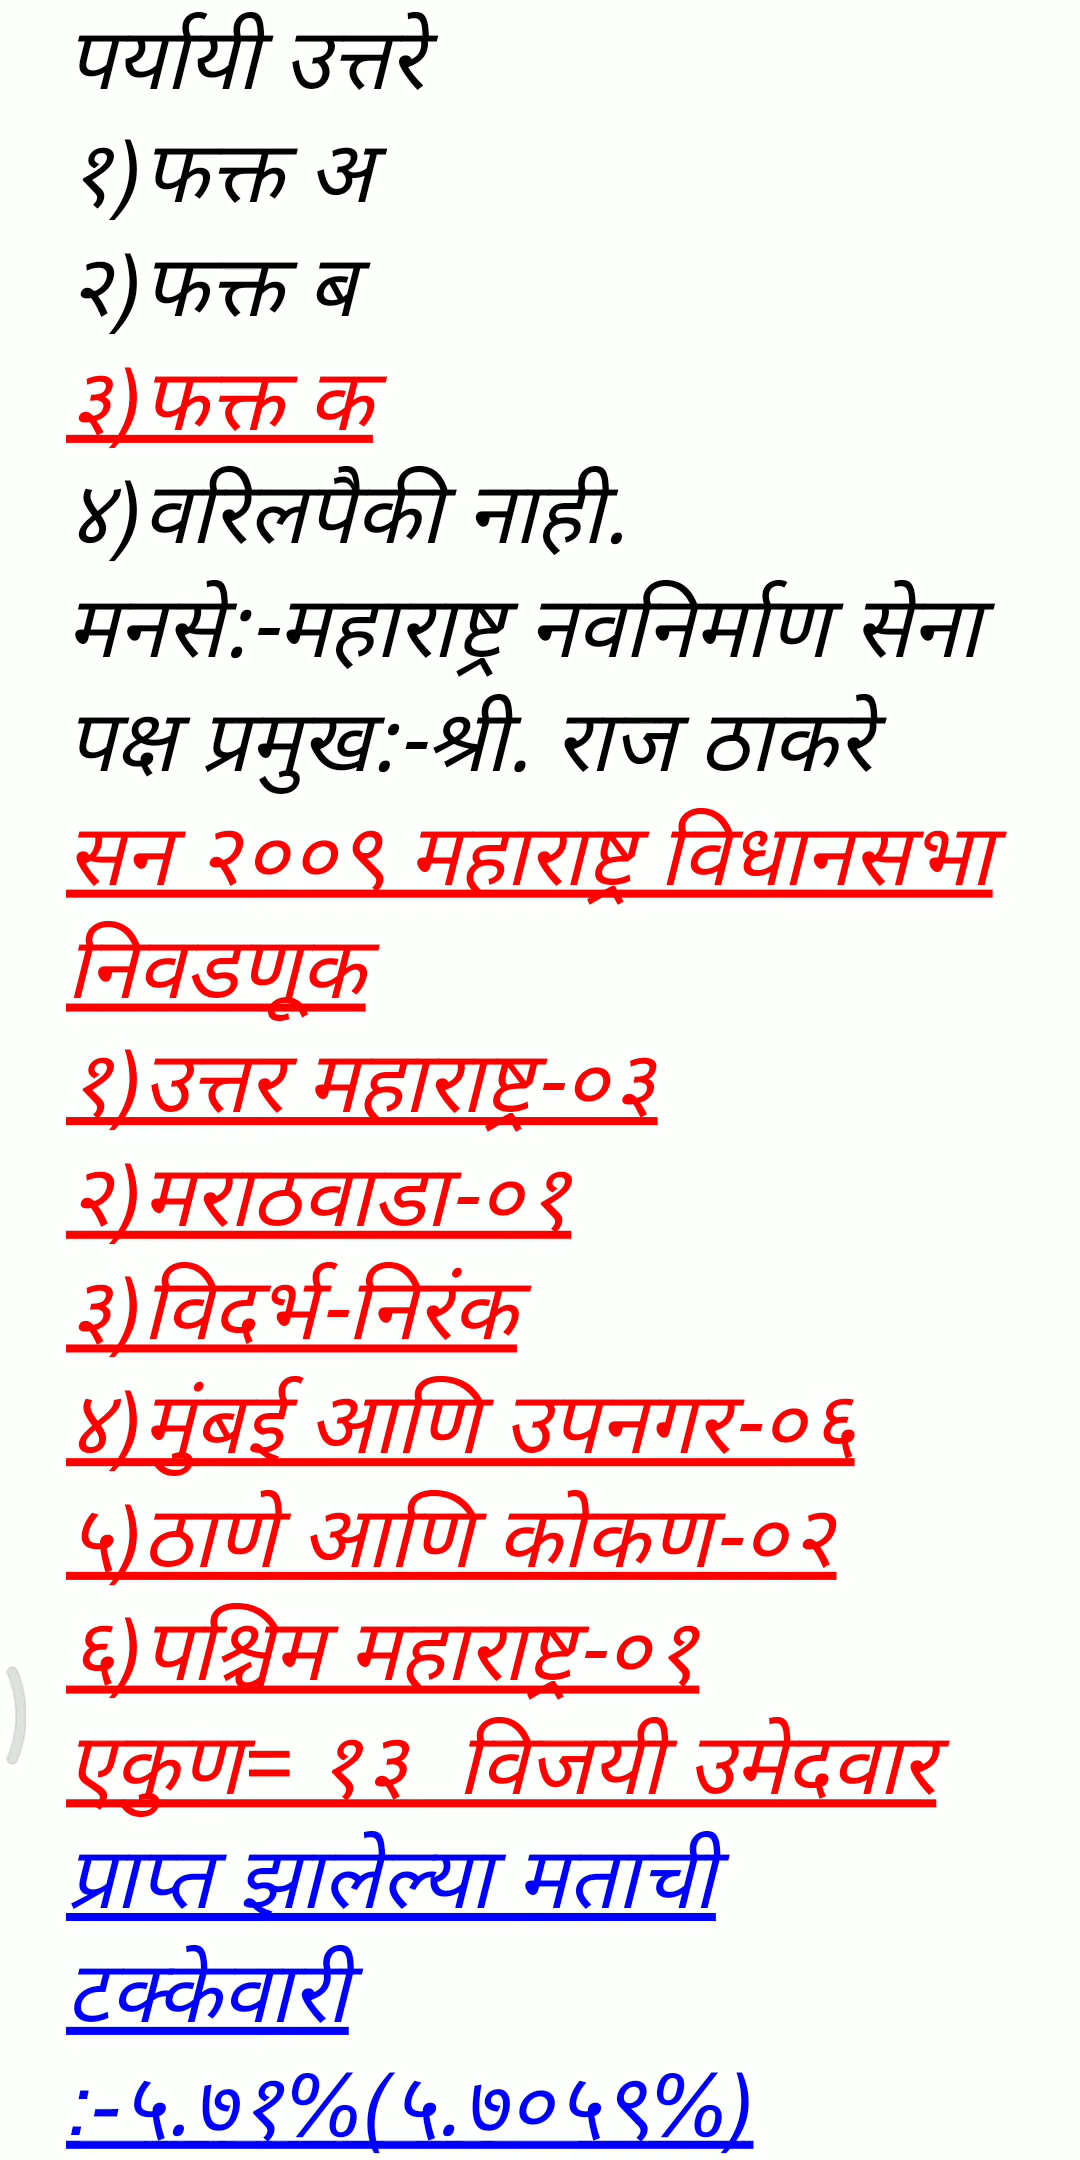 पर्यायी उत्तरे
१)फक्त अ
२)फक्त ब
३)फक्त क
४)वरिलपैकी नाही.
मनसे:-महाराष्ट्र नवनिर्माण सेना
पक्ष प्रमुख:-श्री. राज ठाकरे
सन २००९ महाराष्ट्र विधानसभा
निवडणूक
१)उत्तर महाराष्ट्र-०३
२)मराठवाडा-०१
३)विदर्भ-निरंक
४)मुंबई आणि उपनगर-०६
५)ठाणे आणि कोकण-०२
६)पश्चिम महाराष्ट्र-०१
एकुण= १३  विजयी उमेदवार
प्राप्त झालेल्या मताची
टक्केवारी
:-५.७१%(५.७०५९%)